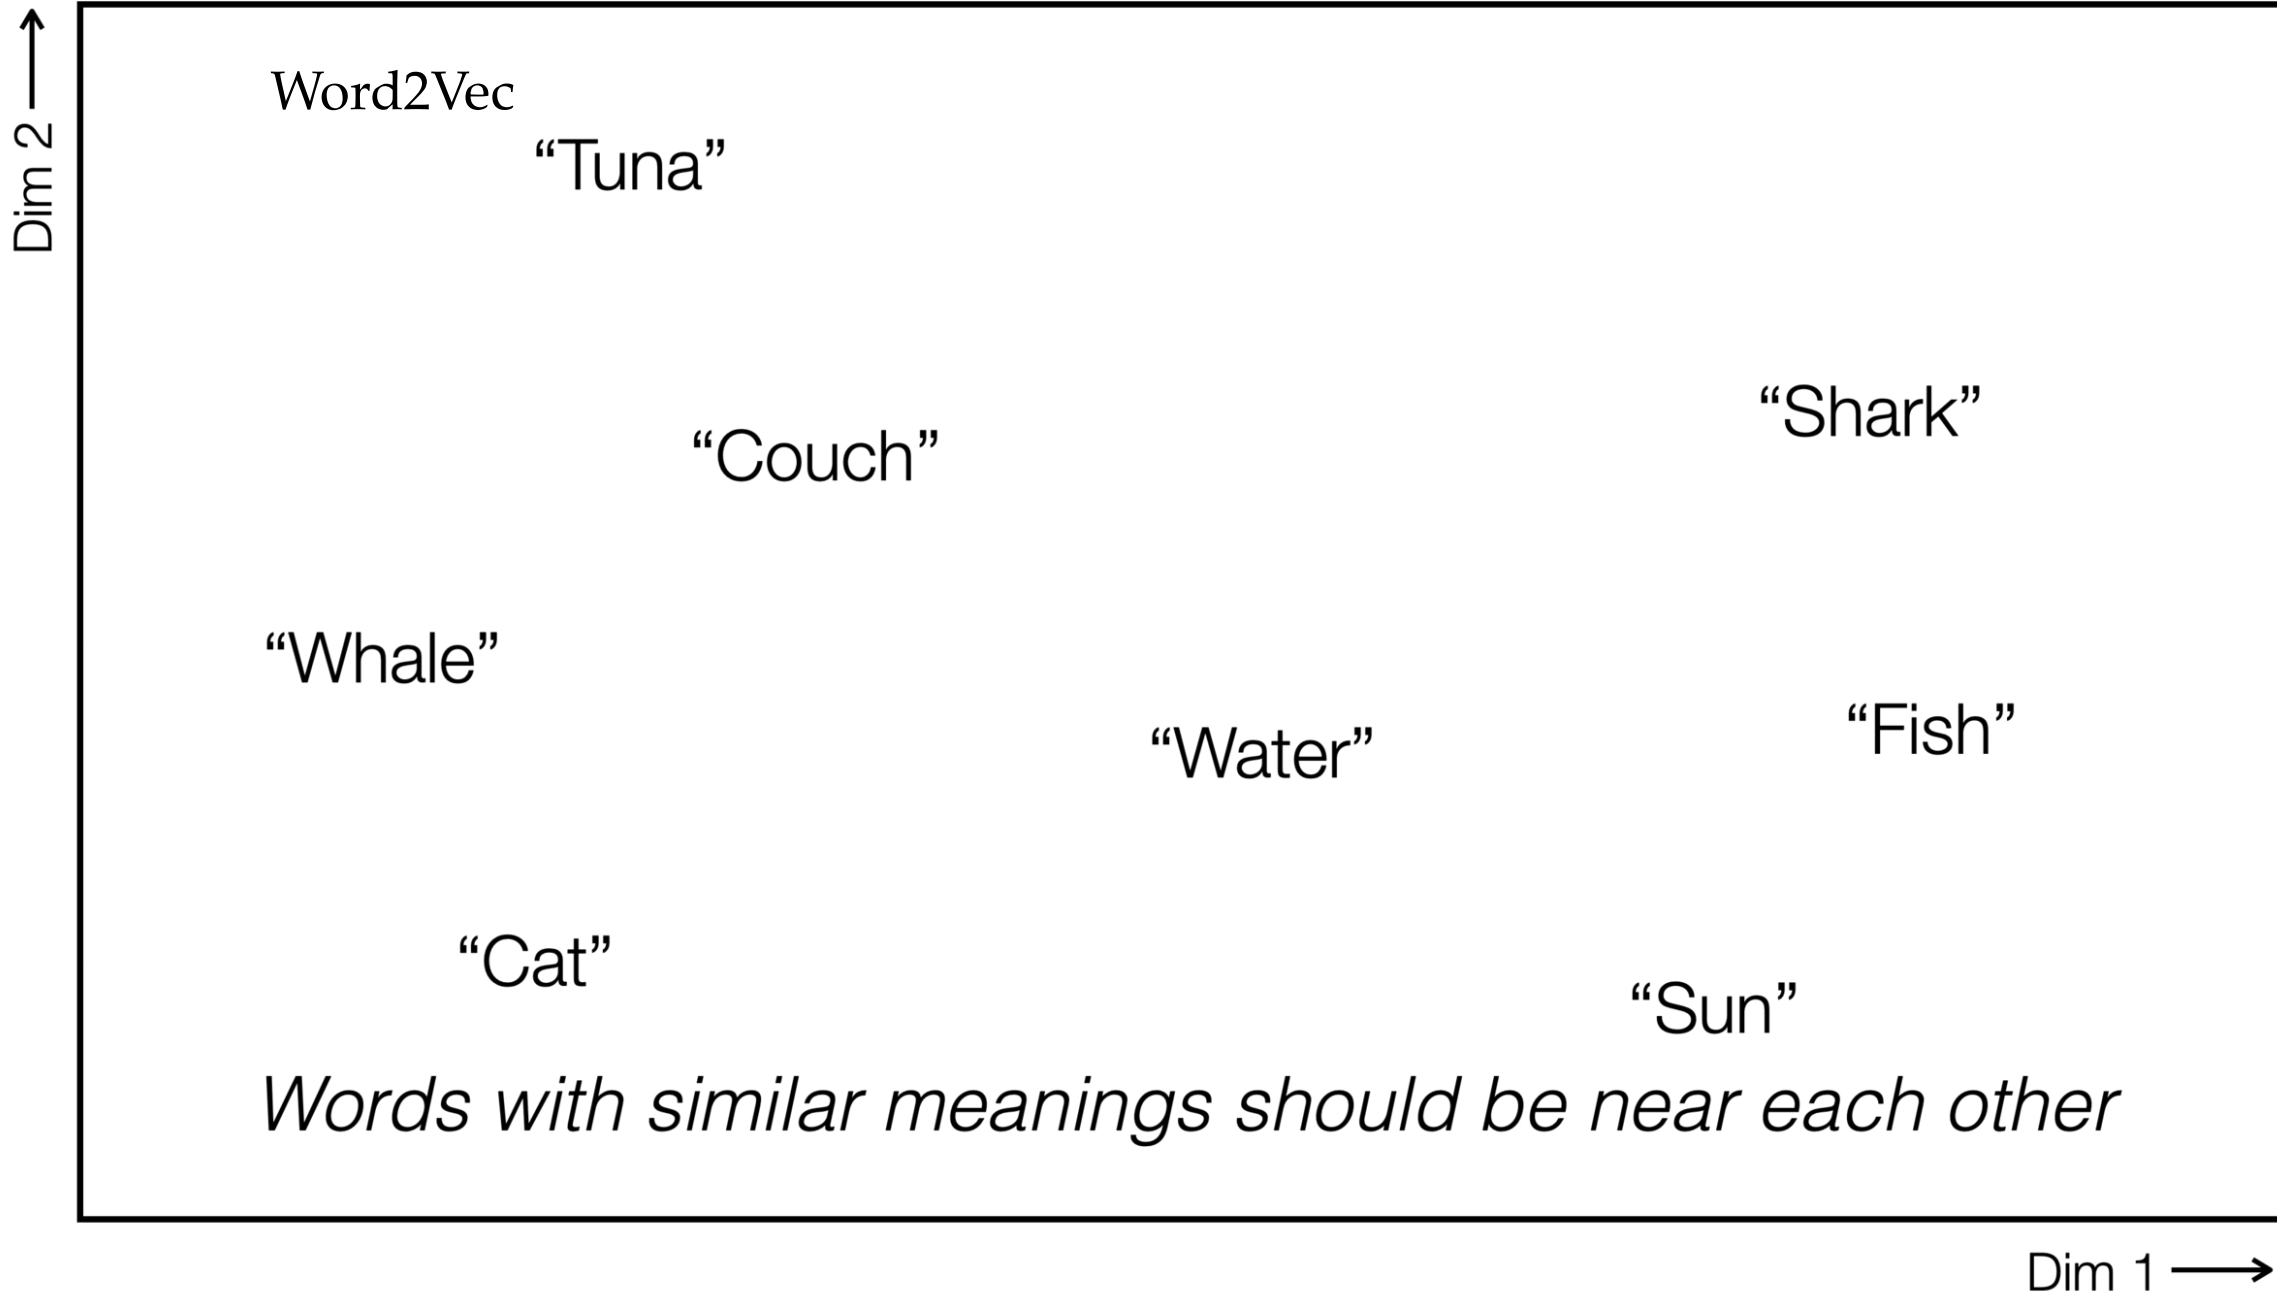 Dim 2
Word2Vec
“Tuna”
“Shark”
“Couch”
“Whale”
“Fish”
“Water”
“Cat”
“Sun”
Words with similar meanings should be near each other
Dim 1